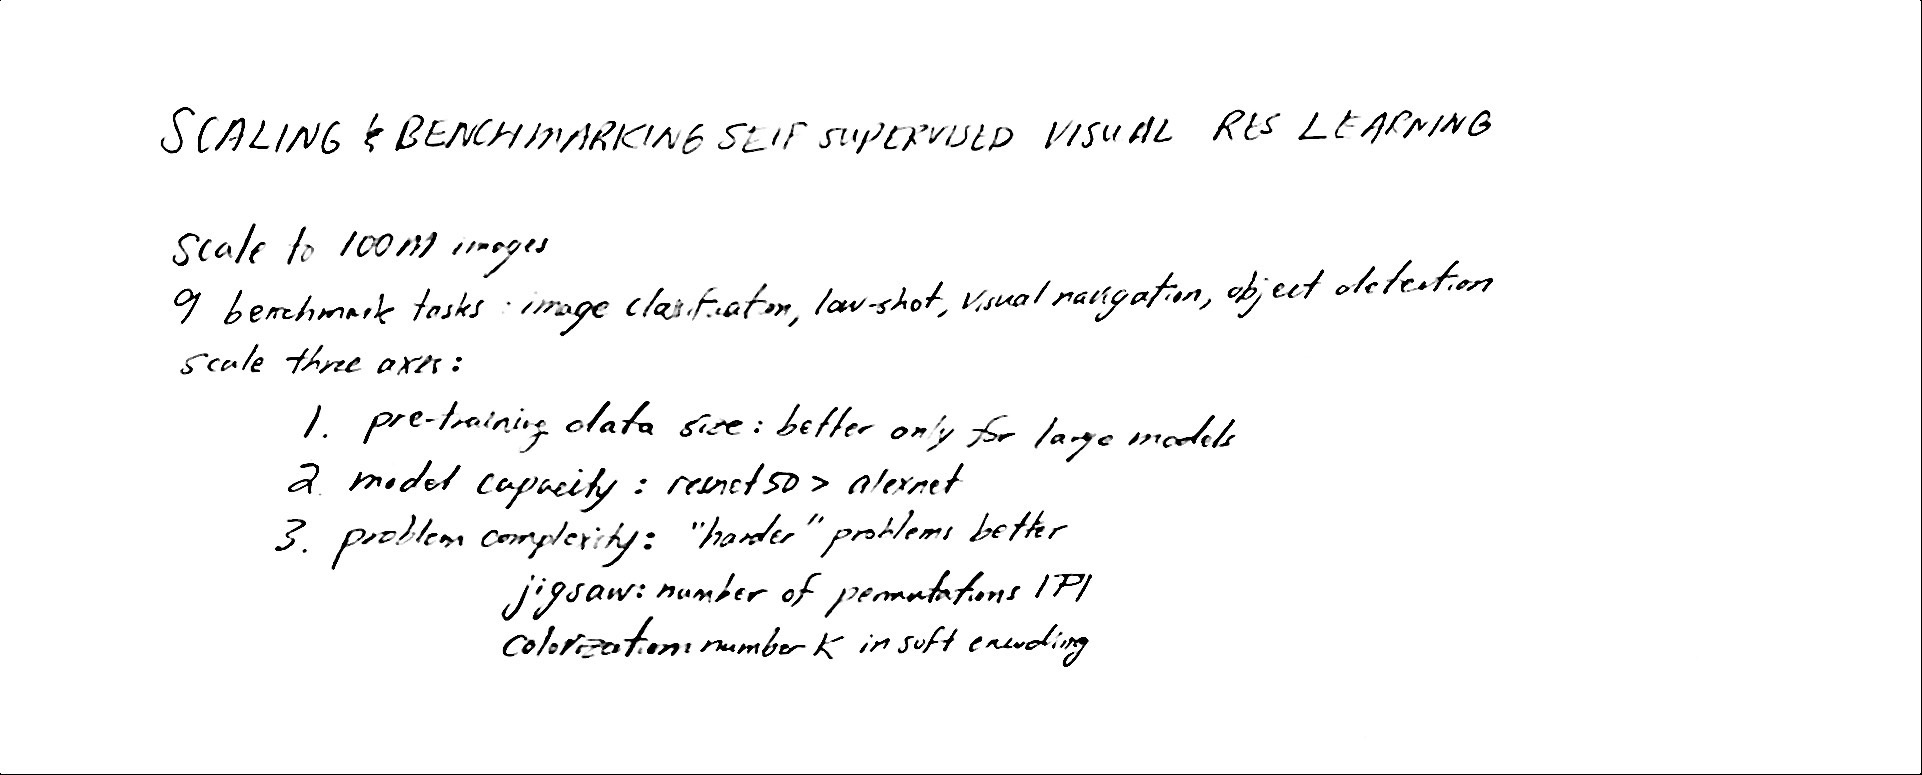 SCALING & BENCHMARKING SELF SUPERVISED VISUAL RES LEARNING
scale to 100M images
9 benchmark tasks: image classification, low-shot, visual navigation, object detection
scale three axes:
1. pre-training data size: better only for large models
2. model capacity: resnet50 > alexnet
3. problem complexity: "harder" problems better
jigsaw: number of permutations |P|
colorization: number K in soft encoding